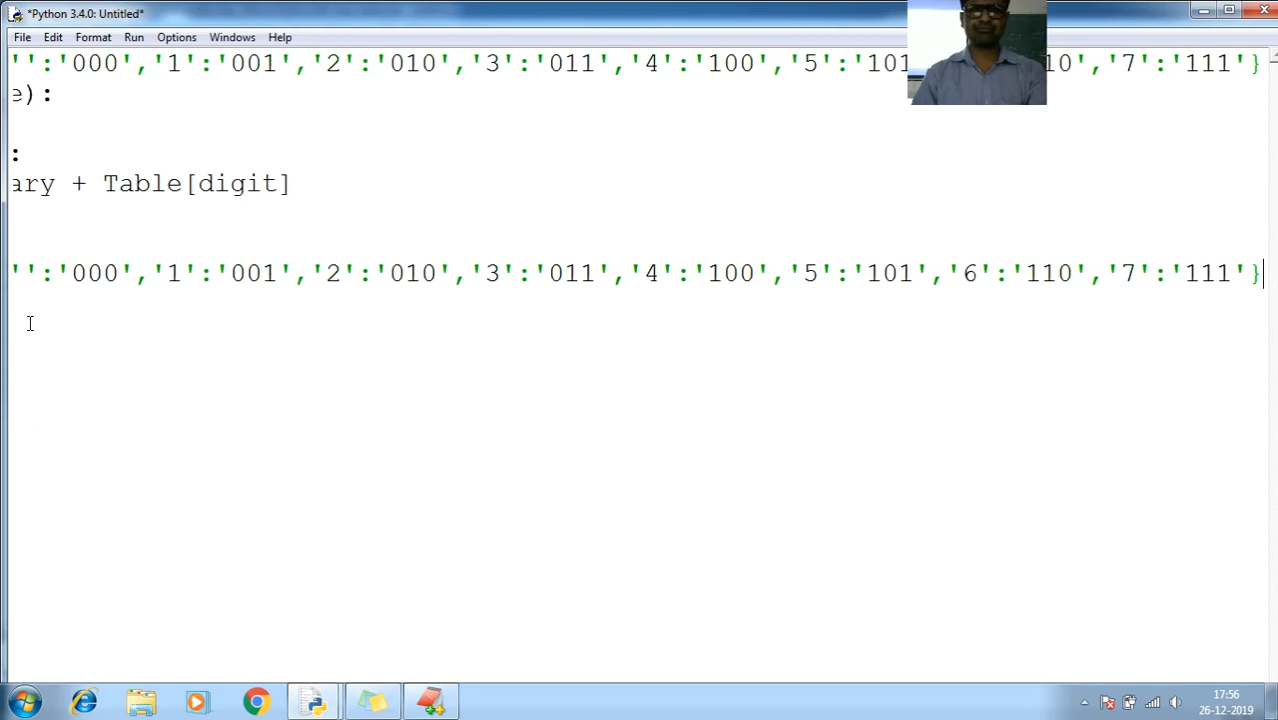 *Python 3.4.0: Untitled*
File Edit Format Run Options Windows Help
'':'000','1':'001','2':'010','3':'011','4':'100','5':'101 10','7':'111'}
e):
:
ary + Table[digit]
'':'000','1':'001','2':'010','3':'011','4':'100','5':'101','6':'110','7':'111'}
17:56
26-12-2019